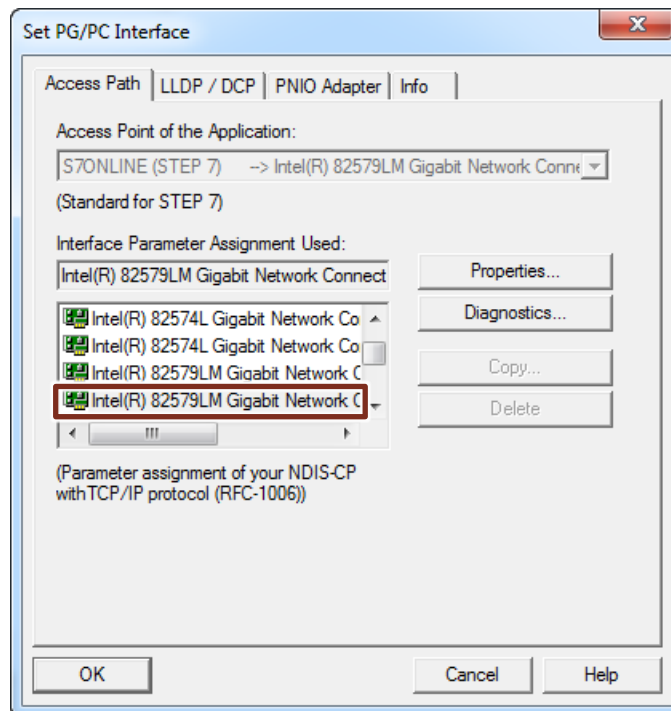 Set PG/PC Interface
Access Path LLDP / DCP PNIO Adapter Info
Access Point of the Application:
S7ONLINE (STEP 7) --> Intel(R) 82579LM Gigabit Network Conne
(Standard for STEP 7)
Interface Parameter Assignment Used:
Intel(R) 82579LM Gigabit Network Connect
Properties...
Intel(R) 82574L Gigabit Network Co
Diagnostics...
Intel(R) 82574L Gigabit Network Co
Intel(R) 82579LM Gigabit Network C
Copy...
Intel(R) 82579LM Gigabit Network C
Delete
(Parameter assignment of your NDIS-CP
with TCP/IP protocol (RFC-1006))
OK Cancel Help